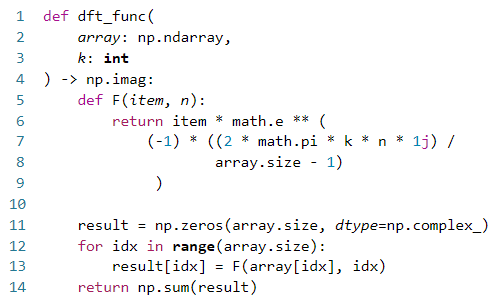 1 def dft_func(
2     array: np.ndarray,
3     k: int
4 ) -> np.imag:
5     def F(item, n):
6         return item * math.e ** (
7             (-1) * ((2 * math.pi * k * n * 1j) /
8                     array.size - 1)
9             )
10
11     result = np.zeros(array.size, dtype=np.complex_)
12     for idx in range(array.size):
13         result[idx] = F(array[idx], idx)
14     return np.sum(result)